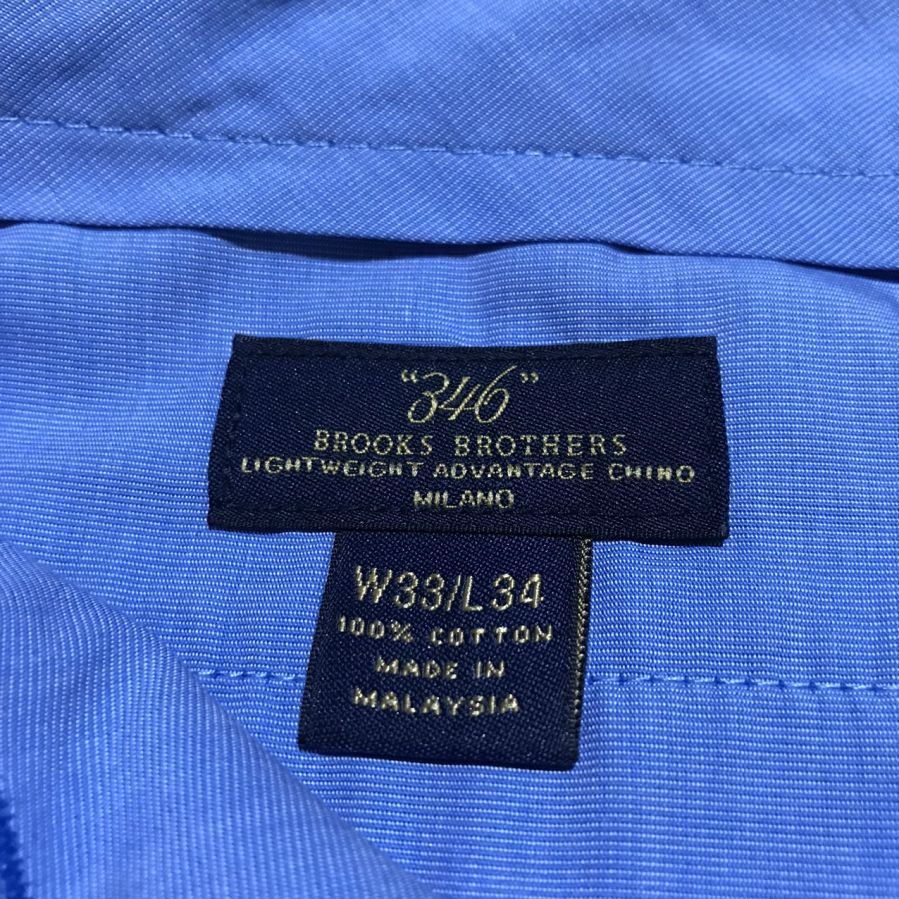 "346"
BROOKS BROTHERS
LIGHTWEIGHT ADVANTAGE CHINO
MILANO
W33/L34
100% COTTON
MADE IN
MALAYSIA